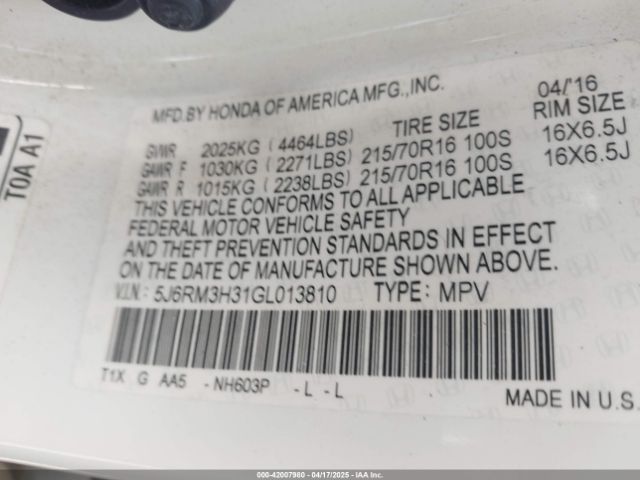 T0A A1
MFD.BY HONDA OF AMERICA MFG.,INC. 04/'16
TIRE SIZE RIM SIZE
GVWR 2025KG (4464LBS)
GAWR F 1030KG (2271LBS) 215/70R16 100S 16X6.5J
GAWR R 1015KG (2238LBS) 215/70R16 100S 16X6.5J
THIS VEHICLE CONFORMS TO ALL APPLICABLE
FEDERAL MOTOR VEHICLE SAFETY
AND THEFT PREVENTION STANDARDS IN EFFECT
ON THE DATE OF MANUFACTURE SHOWN ABOVE.
V.I.N.: 5J6RM3H31GL013810 TYPE: MPV
T1X G AA5 -NH603P -L -L
MADE IN U.S.
000-42007980 04/17/2025 IAA Inc.